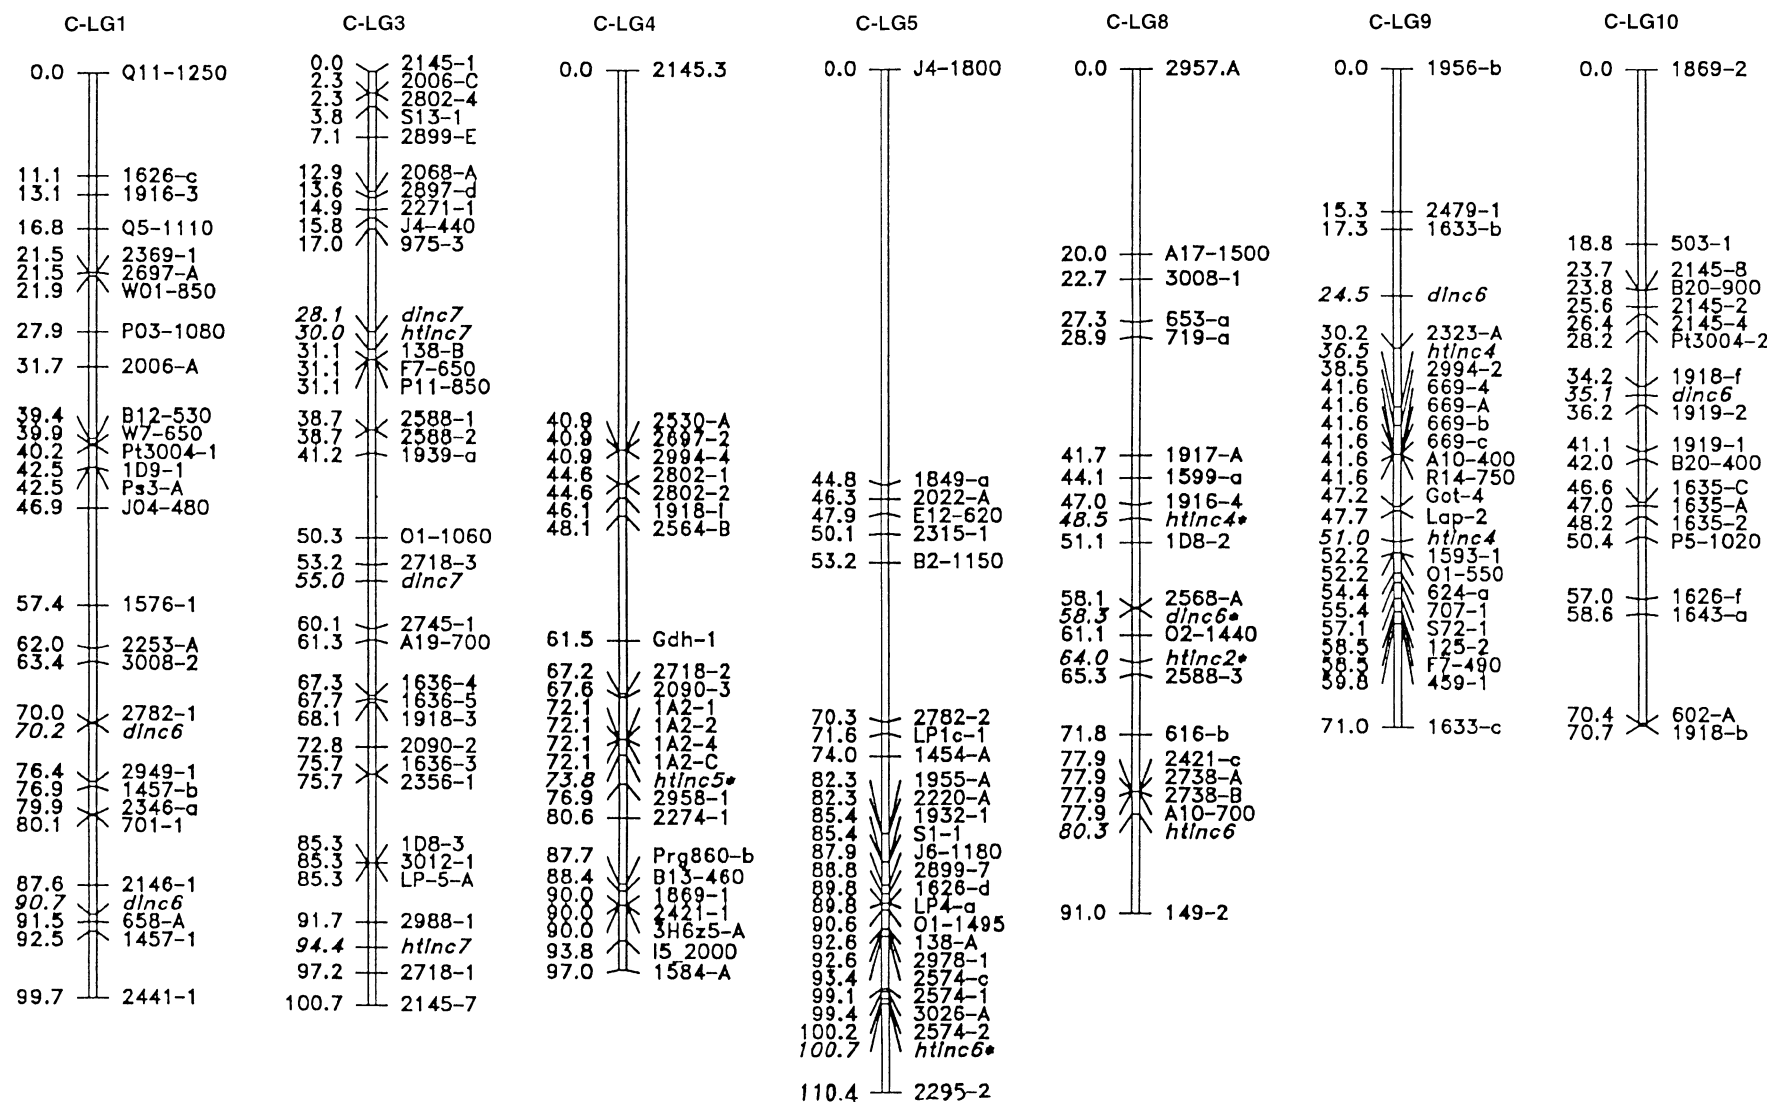 C-LG1
0.0 Q11-1250
11.1 1626-c
13.1 1916-3
16.8 Q5-1110
21.5 2369-1
21.5 2697-A
21.9 W01-850
27.9 P03-1080
31.7 2006-A
39.4 B12-530
39.9 W7-650
40.2 Pt3004-1
42.5 1D9-1
42.5 Ps3-A
46.9 J04-480
57.4 1576-1
62.0 2253-A
63.4 3008-2
70.0 2782-1
70.2 dinc6
76.4 2949-1
76.9 1457-b
79.9 2346-a
80.1 701-1
87.6 2146-1
90.7 dinc6
91.5 658-A
92.5 1457-1
99.7 2441-1
C-LG3
0.0 2145-1
2.3 2006-C
2.3 2802-4
3.8 S13-1
7.1 2899-E
12.9 2068-A
13.6 2897-d
14.9 2271-1
15.8 J4-440
17.0 975-3
28.1 dinc7
30.0 htinc7
31.1 138-B
31.1 F7-650
31.1 P11-850
38.7 2588-1
38.7 2588-2
41.2 1939-a
50.3 O1-1060
53.2 2718-3
55.0 dinc7
60.1 2745-1
61.3 A19-700
67.3 1636-4
67.7 1636-5
68.1 1918-3
72.8 2090-2
75.7 1636-3
75.7 2356-1
85.3 1D8-3
85.3 3012-1
85.3 LP-5-A
91.7 2988-1
94.4 htinc7
97.2 2718-1
100.7 2145-7
C-LG4
0.0 2145.3
40.9 2530-A
40.9 2697-2
40.9 2994-4
44.6 2802-1
44.6 2802-2
46.1 1918-i
48.1 2564-B
61.5 Gdh-1
67.2 2718-2
67.6 2090-3
72.1 1A2-1
72.1 1A2-2
72.1 1A2-4
72.1 1A2-C
73.8 htinc5*
76.9 2958-1
80.6 2274-1
87.7 Prg860-b
88.4 B13-460
90.0 1869-1
90.0 2421-1
90.0 3H6z5-A
93.8 I5_2000
97.0 1584-A
C-LG5
0.0 J4-1800
44.8 1849-a
46.3 2022-A
47.9 E12-620
50.1 2315-1
53.2 B2-1150
70.3 2782-2
71.6 LP1c-1
74.0 1454-A
82.3 1955-A
82.3 2220-A
85.4 1932-1
85.4 S1-1
87.9 J6-1180
88.8 2899-7
89.8 1626-d
89.8 LP4-a
90.6 O1-1495
92.6 138-A
92.6 2978-1
93.4 2574-c
99.1 2574-1
99.4 3026-A
100.2 2574-2
100.7 htinc6*
110.4 2295-2
C-LG8
0.0 2957.A
20.0 A17-1500
22.7 3008-1
27.3 653-a
28.9 719-a
41.7 1917-A
44.1 1599-a
47.0 1916-4
48.5 htinc4*
51.1 1D8-2
58.1 2568-A
58.3 dinc6*
61.1 O2-1440
64.0 htinc2*
65.3 2588-3
71.8 616-b
77.9 2421-c
77.9 2738-A
77.9 2738-B
77.9 A10-700
80.3 htinc6
91.0 149-2
C-LG9
0.0 1956-b
15.3 2479-1
17.3 1633-b
24.5 dinc6
30.2 2323-A
36.5 htinc4
38.5 2994-2
41.6 669-4
41.6 669-A
41.6 669-b
41.6 669-c
41.6 A10-400
41.6 R14-750
47.2 Got-4
47.7 Lap-2
51.0 htinc4
52.2 1593-1
52.2 O1-550
54.4 624-a
55.4 707-1
57.1 S72-1
58.5 125-2
58.5 F7-490
59.8 459-1
71.0 1633-c
C-LG10
0.0 1869-2
18.8 503-1
23.7 2145-8
23.8 B20-900
25.6 2145-2
26.4 2145-4
28.2 Pt3004-2
34.2 1918-f
35.1 dinc6
36.2 1919-2
41.1 1919-1
42.0 B20-400
46.6 1635-C
47.0 1635-A
48.2 1635-2
50.4 P5-1020
57.0 1626-f
58.6 1643-a
70.4 602-A
70.7 1918-b